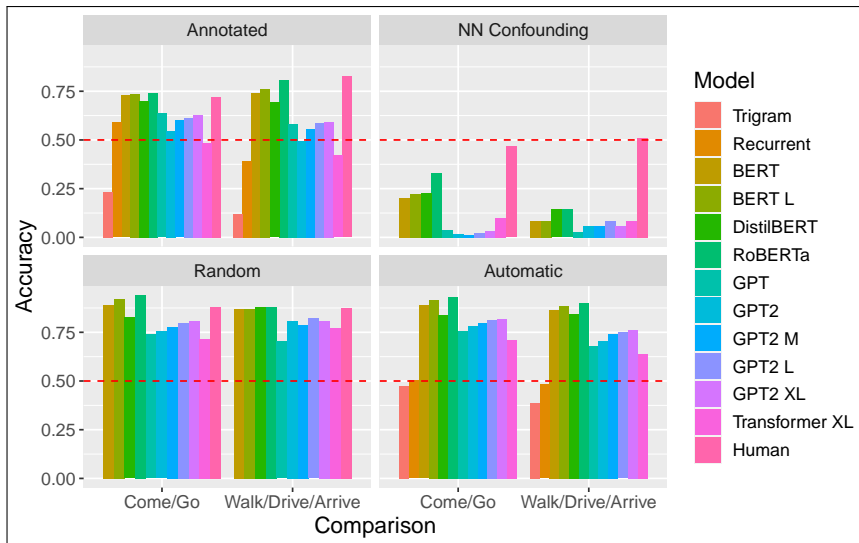 Annotated
NN Confounding
0.75
0.50
0.25
0.00
Random
Automatic
0.75
0.50
0.25
0.00
Come/Go
Walk/Drive/Arrive
Come/Go
Walk/Drive/Arrive
Comparison
Accuracy
Model
Trigram
Recurrent
BERT
BERT L
DistilBERT
RoBERTa
GPT
GPT2
GPT2 M
GPT2 L
GPT2 XL
Transformer XL
Human